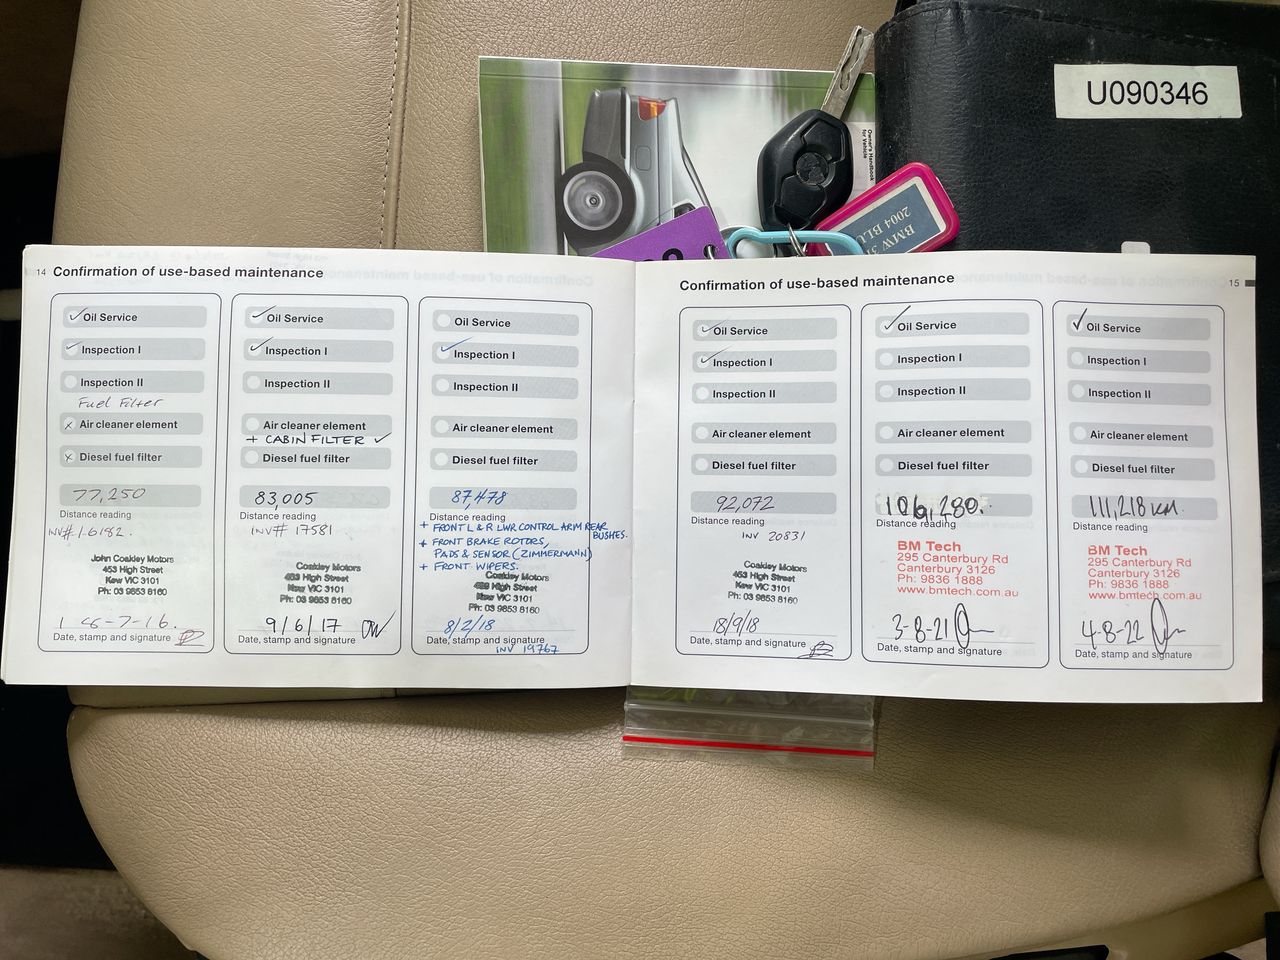 U090346
Owner's Handbook
for Vehicle
BMW 3
2004 BLU
14 Confirmation of use-based maintenance
Oil Service
Inspection I
Inspection II
Fuel Filter
Air cleaner element
Diesel fuel filter
77,250
Distance reading
INV# 16182
John Coakley Motors
453 High Street
Kew VIC 3101
Ph: 03 9853 8160
Date, stamp and signature
Oil Service
Inspection I
Inspection II
Air cleaner element
+ CABIN FILTER ✓
Diesel fuel filter
83,005
Distance reading
INV# 17581
Coakley Motors
453 High Street
Kew VIC 3101
Ph: 03 9853 8160
9/6/17
Date, stamp and signature
Oil Service
Inspection I
Inspection II
Air cleaner element
Diesel fuel filter
87,478
Distance reading
+ FRONT L & R LWR CONTROL ARM REAR
BUSHES.
+ FRONT BRAKE ROTORS,
PADS & SENSOR (ZIMMERMANN)
+ FRONT WIPERS.
Coakley Motors
453 High Street
Kew VIC 3101
Ph: 03 9853 8160
8/2/18
Date, stamp and signature
INV 19767
Confirmation of use-based maintenance 15
Oil Service
Inspection I
Inspection II
Air cleaner element
Diesel fuel filter
92,072
Distance reading
INV 20831
Coakley Motors
453 High Street
Kew VIC 3101
Ph: 03 9853 8160
18/9/18
Date, stamp and signature
Oil Service
Inspection I
Inspection II
Air cleaner element
Diesel fuel filter
106,280.
Distance reading
BM Tech
295 Canterbury Rd
Canterbury 3126
Ph: 9836 1888
www.bmtech.com.au
3-8-21
Date, stamp and signature
Oil Service
Inspection I
Inspection II
Air cleaner element
Diesel fuel filter
111,218 KM.
Distance reading
BM Tech
295 Canterbury Rd
Canterbury 3126
Ph: 9836 1888
www.bmtech.com.au
4-8-22
Date, stamp and signature